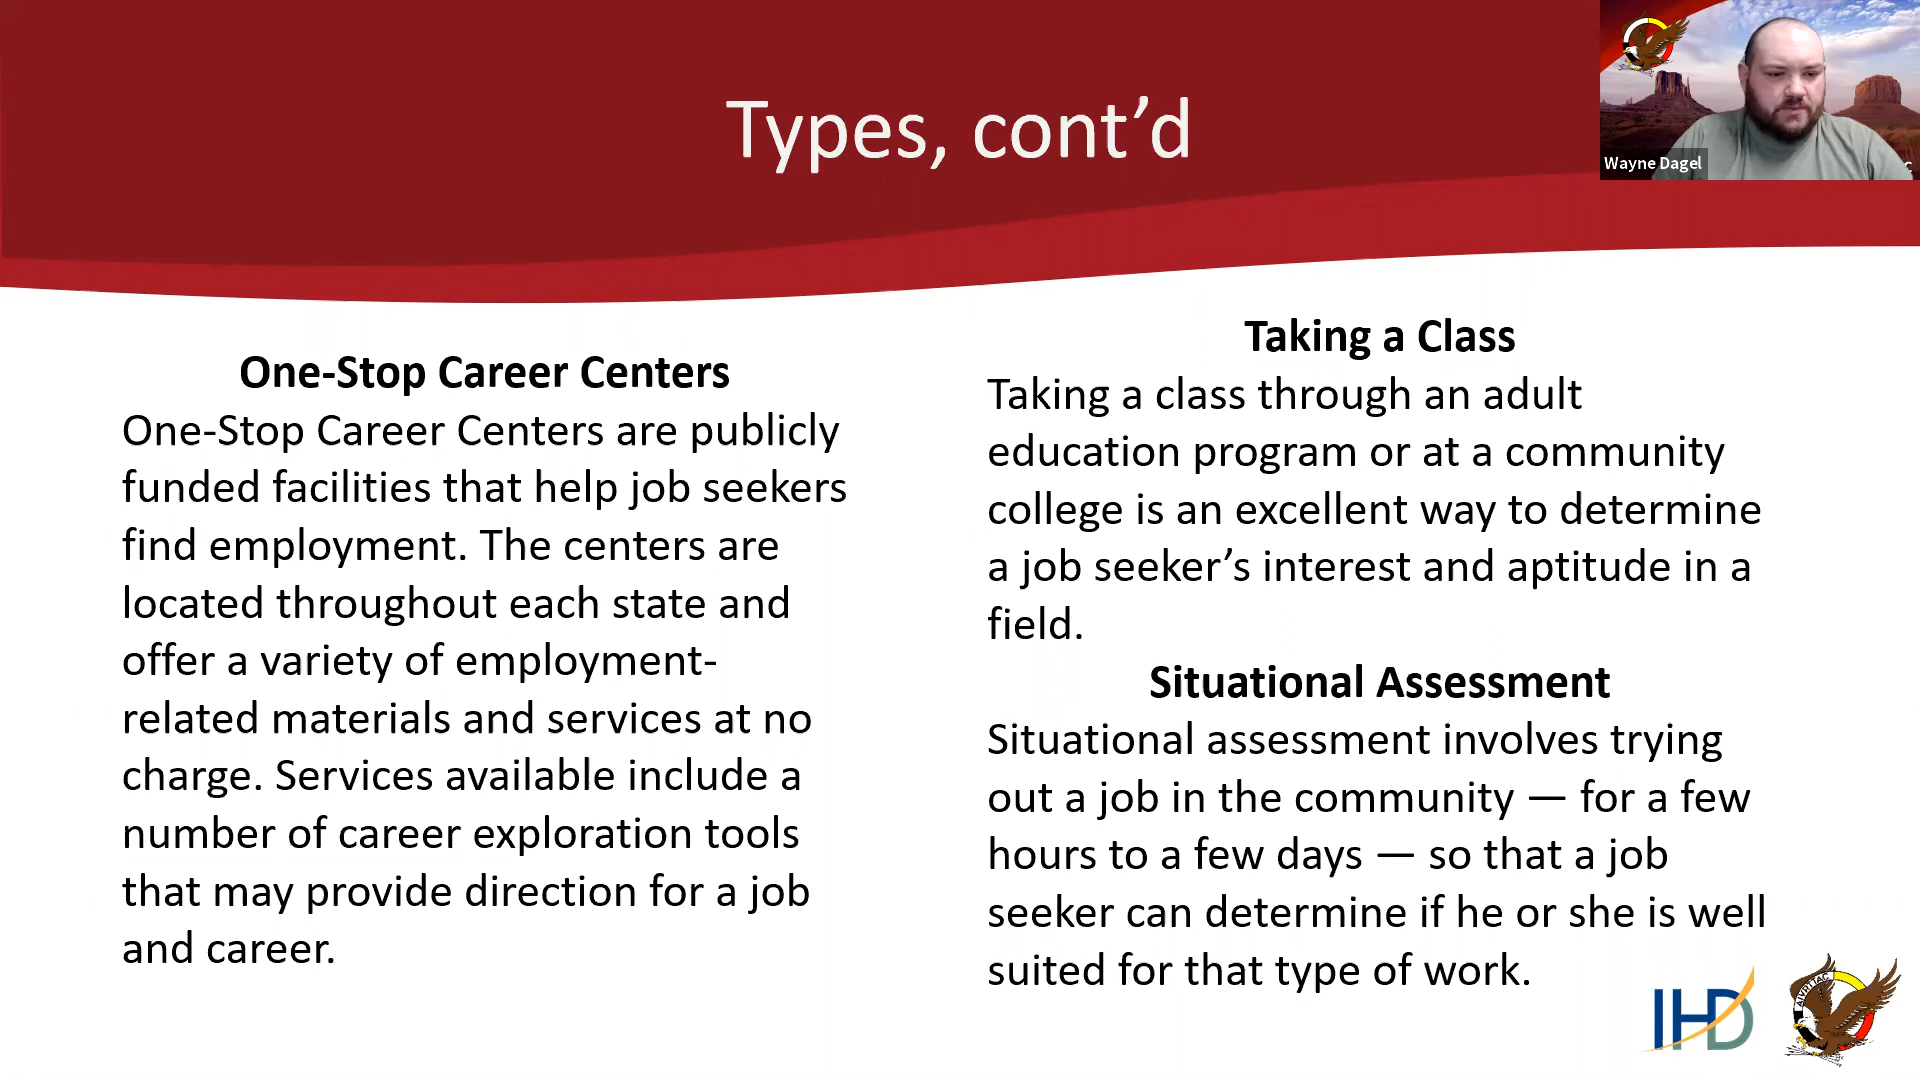 Types, cont’d
Wayne Dagel
One-Stop Career Centers
One-Stop Career Centers are publicly
funded facilities that help job seekers
find employment. The centers are
located throughout each state and
offer a variety of employment-
related materials and services at no
charge. Services available include a
number of career exploration tools
that may provide direction for a job
and career.
Taking a Class
Taking a class through an adult
education program or at a community
college is an excellent way to determine
a job seeker’s interest and aptitude in a
field.
Situational Assessment
Situational assessment involves trying
out a job in the community — for a few
hours to a few days — so that a job
seeker can determine if he or she is well
suited for that type of work.
IHD
AIVRTTAC